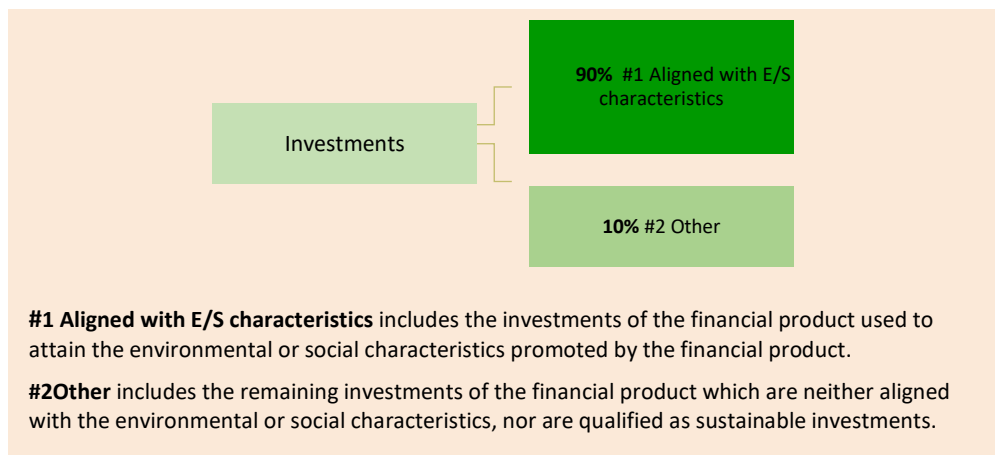 90% #1 Aligned with E/S
characteristics
Investments
10% #2 Other
#1 Aligned with E/S characteristics includes the investments of the financial product used to
attain the environmental or social characteristics promoted by the financial product.
#2Other includes the remaining investments of the financial product which are neither aligned
with the environmental or social characteristics, nor are qualified as sustainable investments.